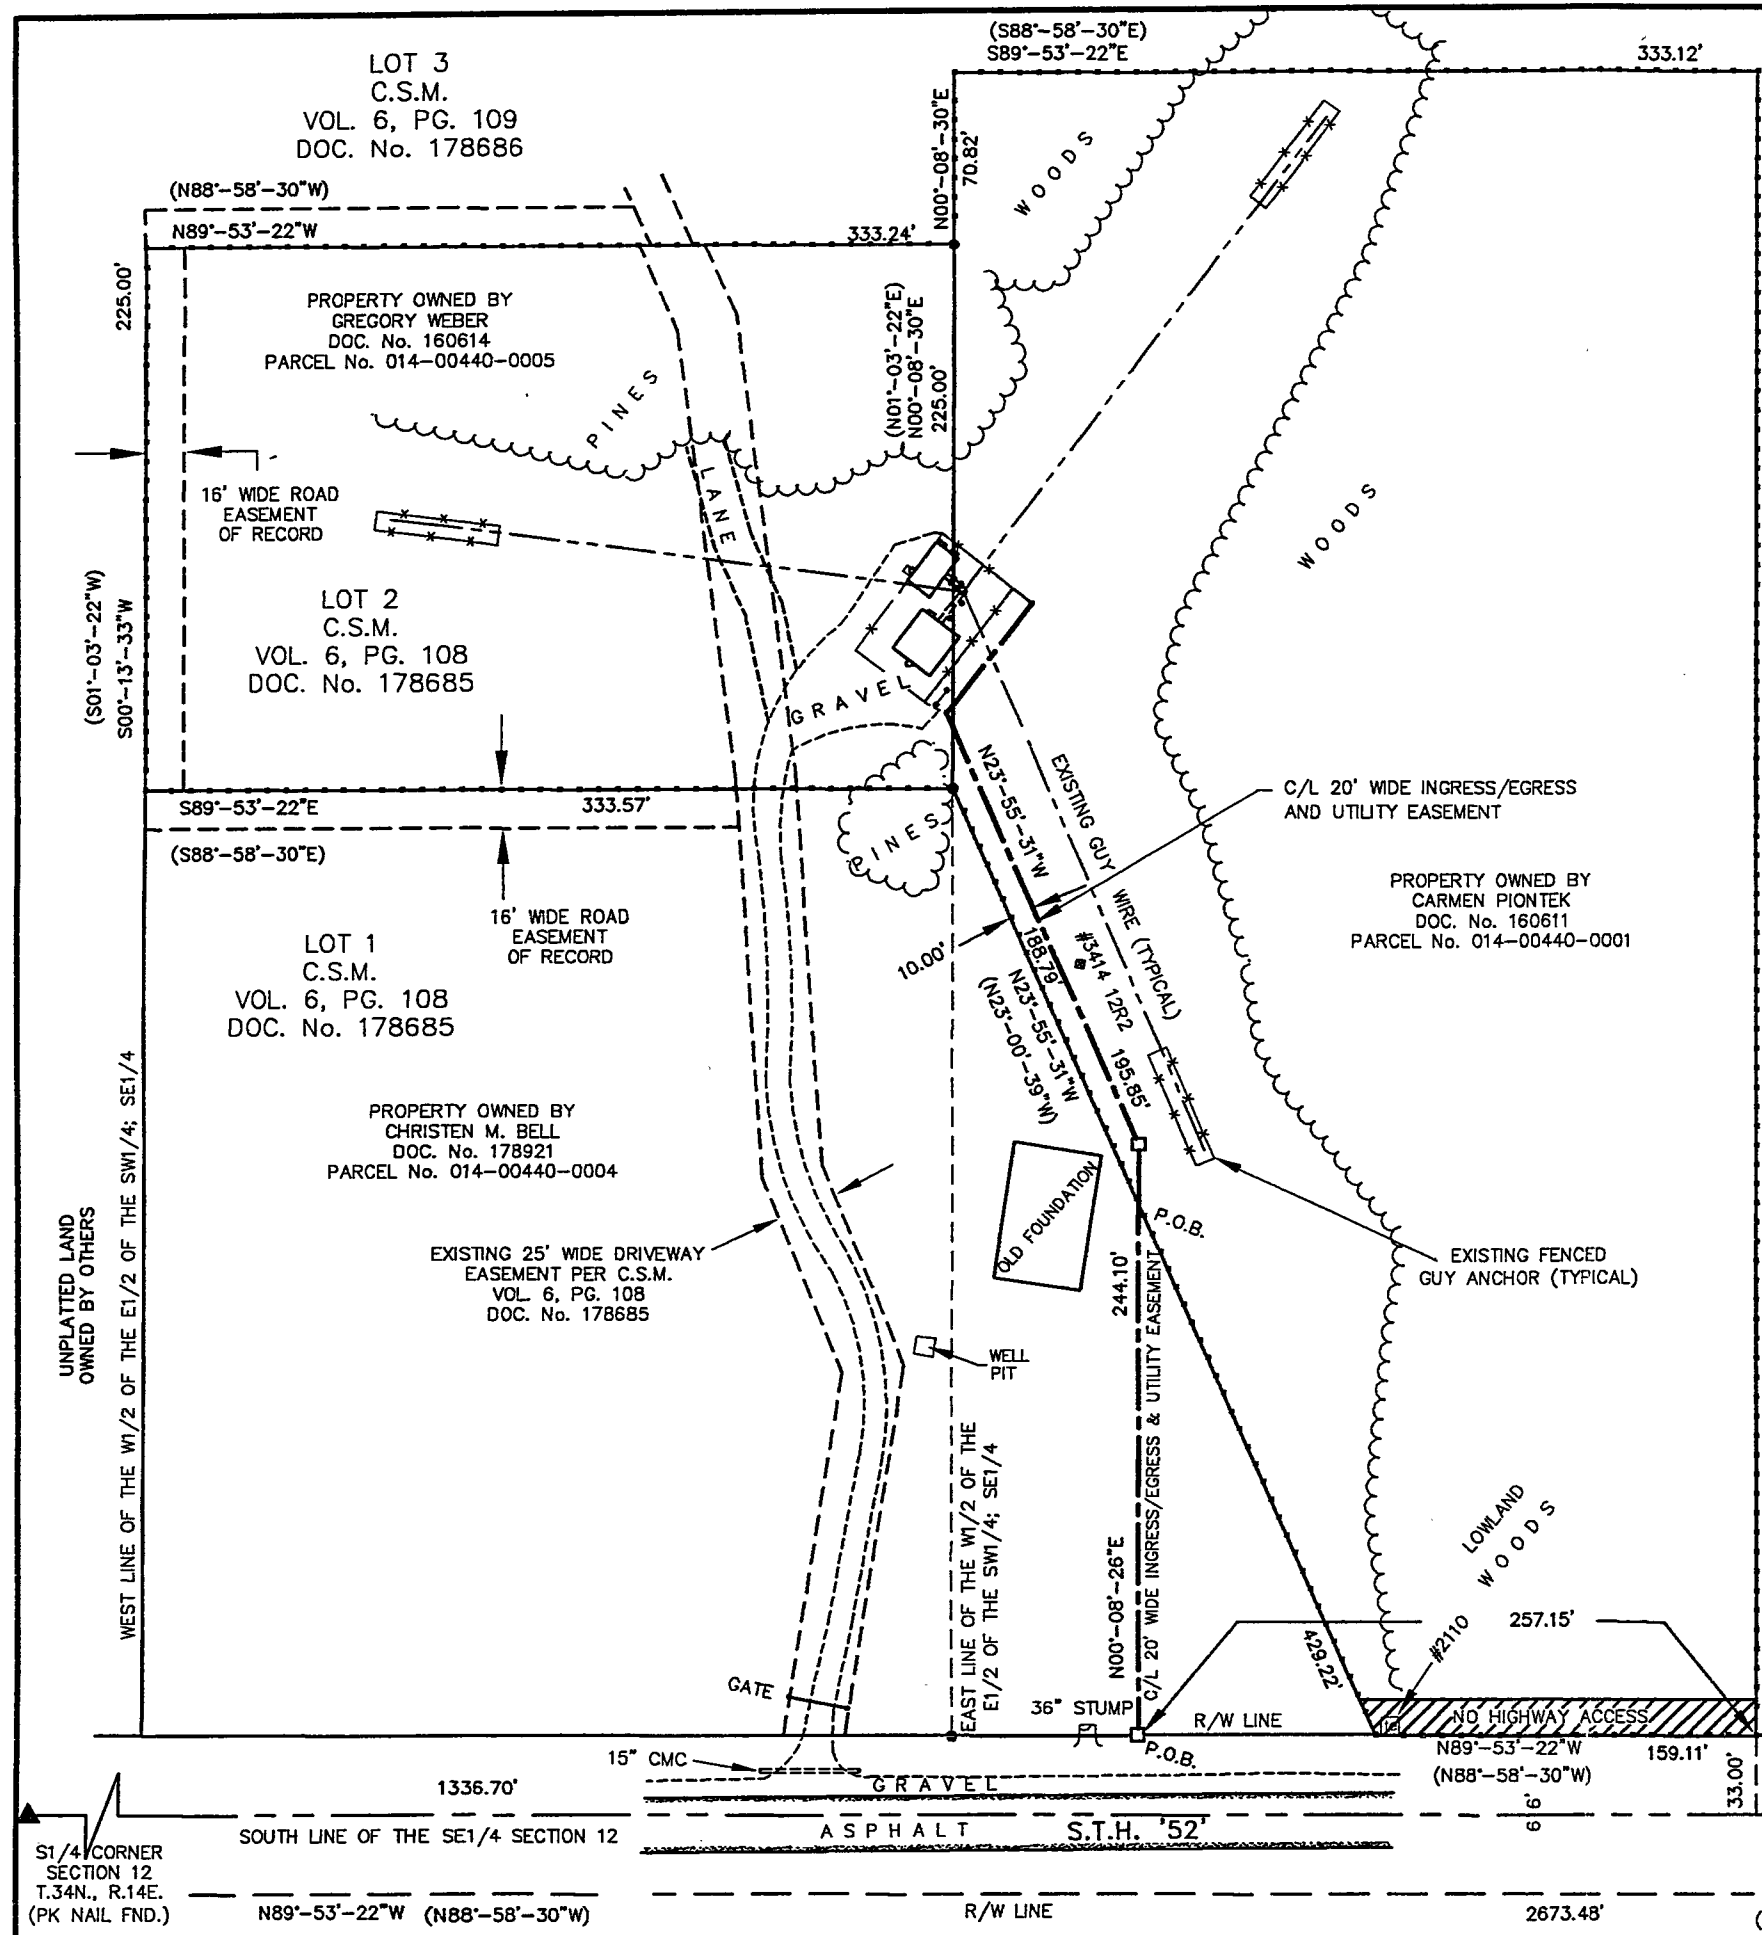 (S88°-58'-30"E)
S89°-53'-22"E
333.12'
LOT 3
C.S.M.
VOL. 6, PG. 109
DOC. No. 178686
(N88°-58'-30"W)
N89°-53'-22"W
333.24'
N00°-08'-30"E
70.82'
WOODS
225.00'
PROPERTY OWNED BY
GREGORY WEBER
DOC. No. 160614
PARCEL No. 014-00440-0005
(N01°-03'-22"E)
N00°-08'-30"E
225.00'
PINES
LANE
16' WIDE ROAD
EASEMENT
OF RECORD
WOODS
(S01°-03'-22"W)
S00°-13'-33"W
LOT 2
C.S.M.
VOL. 6, PG. 108
DOC. No. 178685
GRAVEL
S89°-53'-22"E
333.57'
(S88°-58'-30"E)
PINES
N23°-55'-31"W
EXISTING GUY WIRE (TYPICAL)
C/L 20' WIDE INGRESS/EGRESS
AND UTILITY EASEMENT
PROPERTY OWNED BY
CARMEN PIONTEK
DOC. No. 160611
PARCEL No. 014-00440-0001
16' WIDE ROAD
EASEMENT
OF RECORD
LOT 1
C.S.M.
VOL. 6, PG. 108
DOC. No. 178685
10.00'
188.79'
#3414 12R2
195.85'
N23°-55'-31"W
(N23°-00'-39"W)
PROPERTY OWNED BY
CHRISTEN M. BELL
DOC. No. 178921
PARCEL No. 014-00440-0004
WEST LINE OF THE W1/2 OF THE E1/2 OF THE SW1/4; SE1/4
UNPLATTED LAND
OWNED BY OTHERS
OLD FOUNDATION
P.O.B.
EXISTING FENCED
GUY ANCHOR (TYPICAL)
EXISTING 25' WIDE DRIVEWAY
EASEMENT PER C.S.M.
VOL. 6, PG. 108
DOC. No. 178685
244.10'
N00°-08'-26"E
C/L 20' WIDE INGRESS/EGRESS & UTILITY EASEMENT
WELL
PIT
EAST LINE OF THE W1/2 OF THE
E1/2 OF THE SW1/4; SE1/4
LOWLAND
WOODS
257.15'
#2110
429.22'
GATE
36" STUMP
R/W LINE
NO HIGHWAY ACCESS
P.O.B.
N89°-53'-22"W
159.11'
(N88°-58'-30"W)
33.00'
15" CMC
GRAVEL
1336.70'
66'
SOUTH LINE OF THE SE1/4 SECTION 12
ASPHALT
S.T.H. '52'
S1/4 CORNER
SECTION 12
T.34N., R.14E.
(PK NAIL FND.)
N89°-53'-22"W (N88°-58'-30"W)
R/W LINE
2673.48'